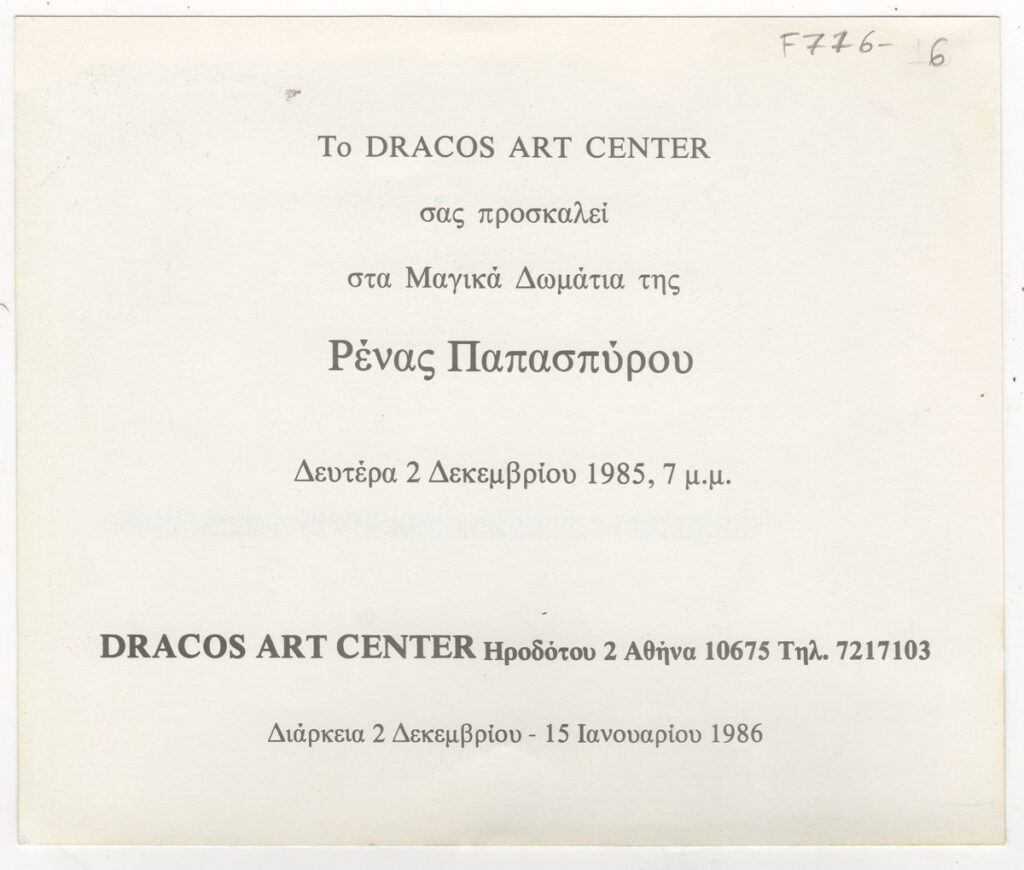 F776- 6
Το DRACOS ART CENTER
σας προσκαλεί
στα Μαγικά Δωμάτια της
Ρένας Παπασπύρου
Δευτέρα 2 Δεκεμβρίου 1985, 7 μ.μ.
DRACOS ART CENTER Ηροδότου 2 Αθήνα 10675 Τηλ. 7217103
Διάρκεια 2 Δεκεμβρίου - 15 Ιανουαρίου 1986